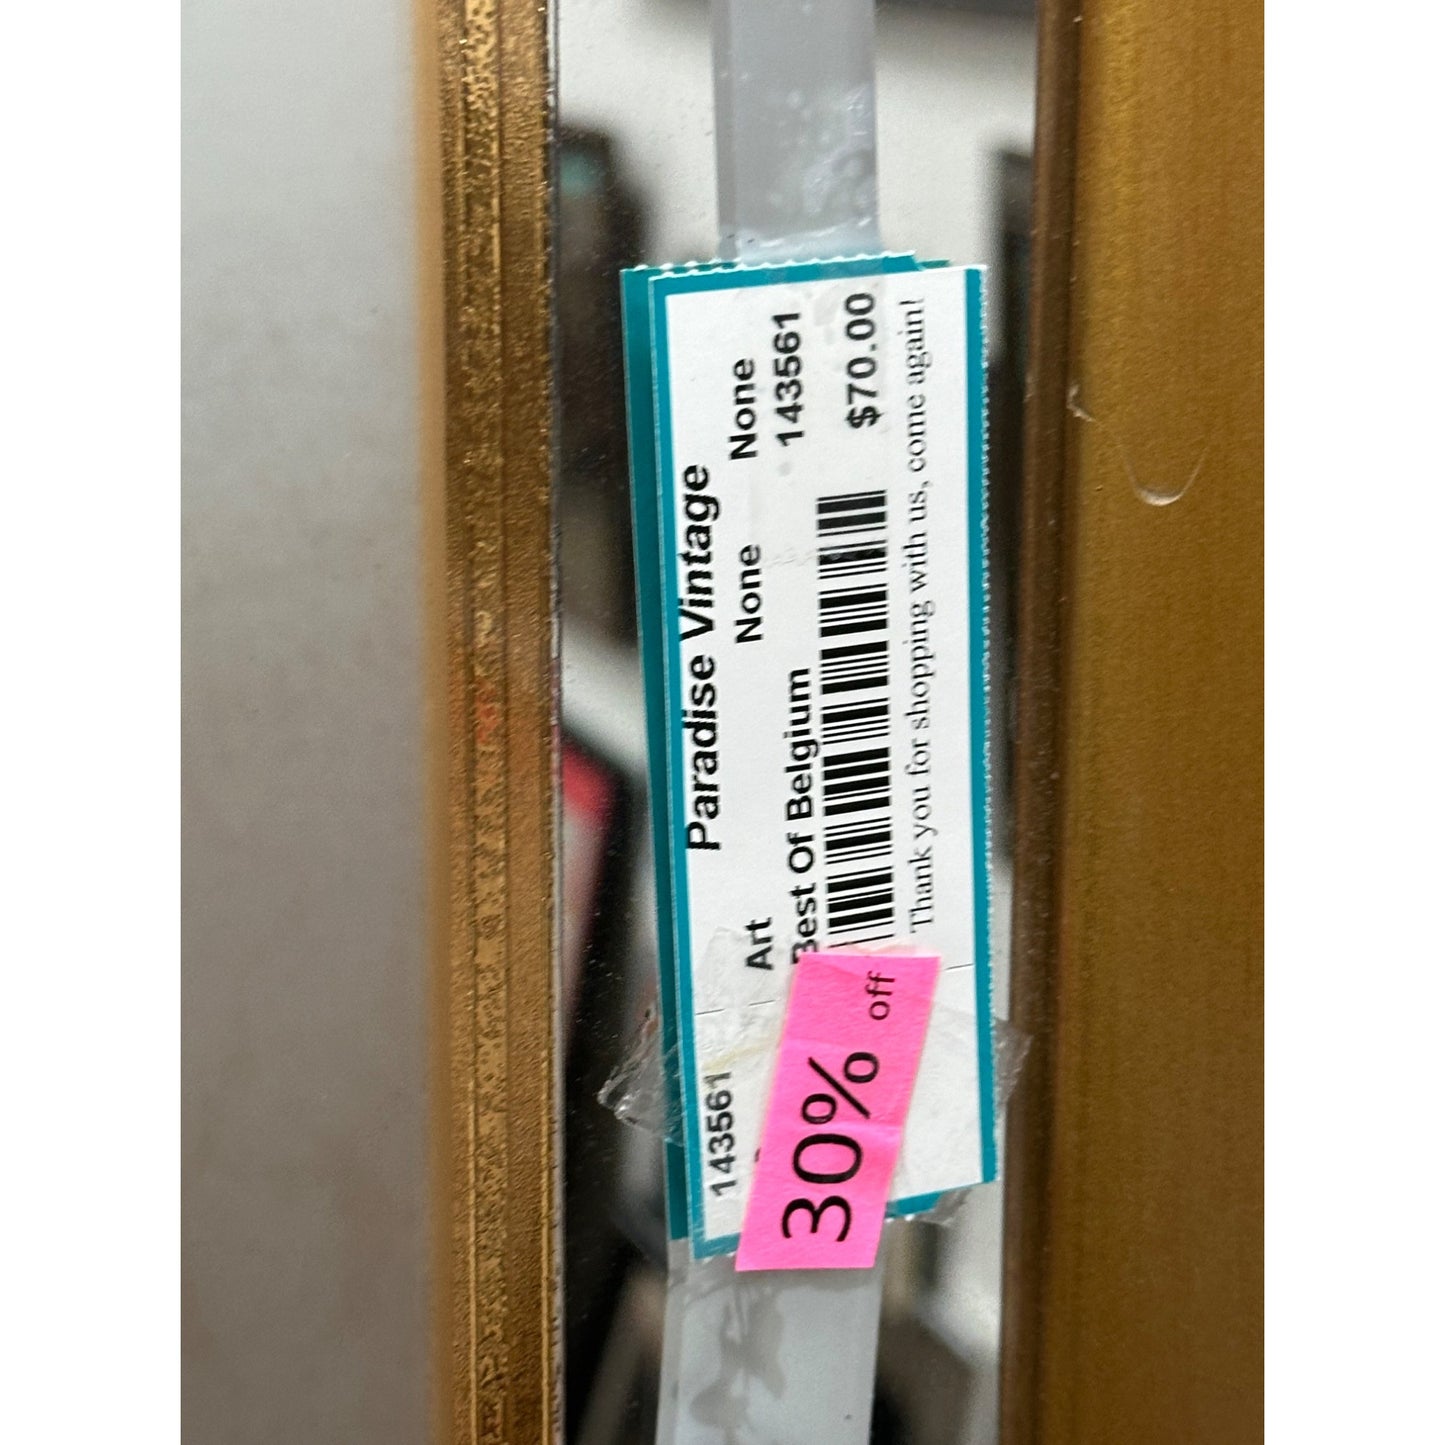 Paradise Vintage
143561
Art None None
Best Of Belgium 143561
$70.00
Thank you for shopping with us, come again!
30% off